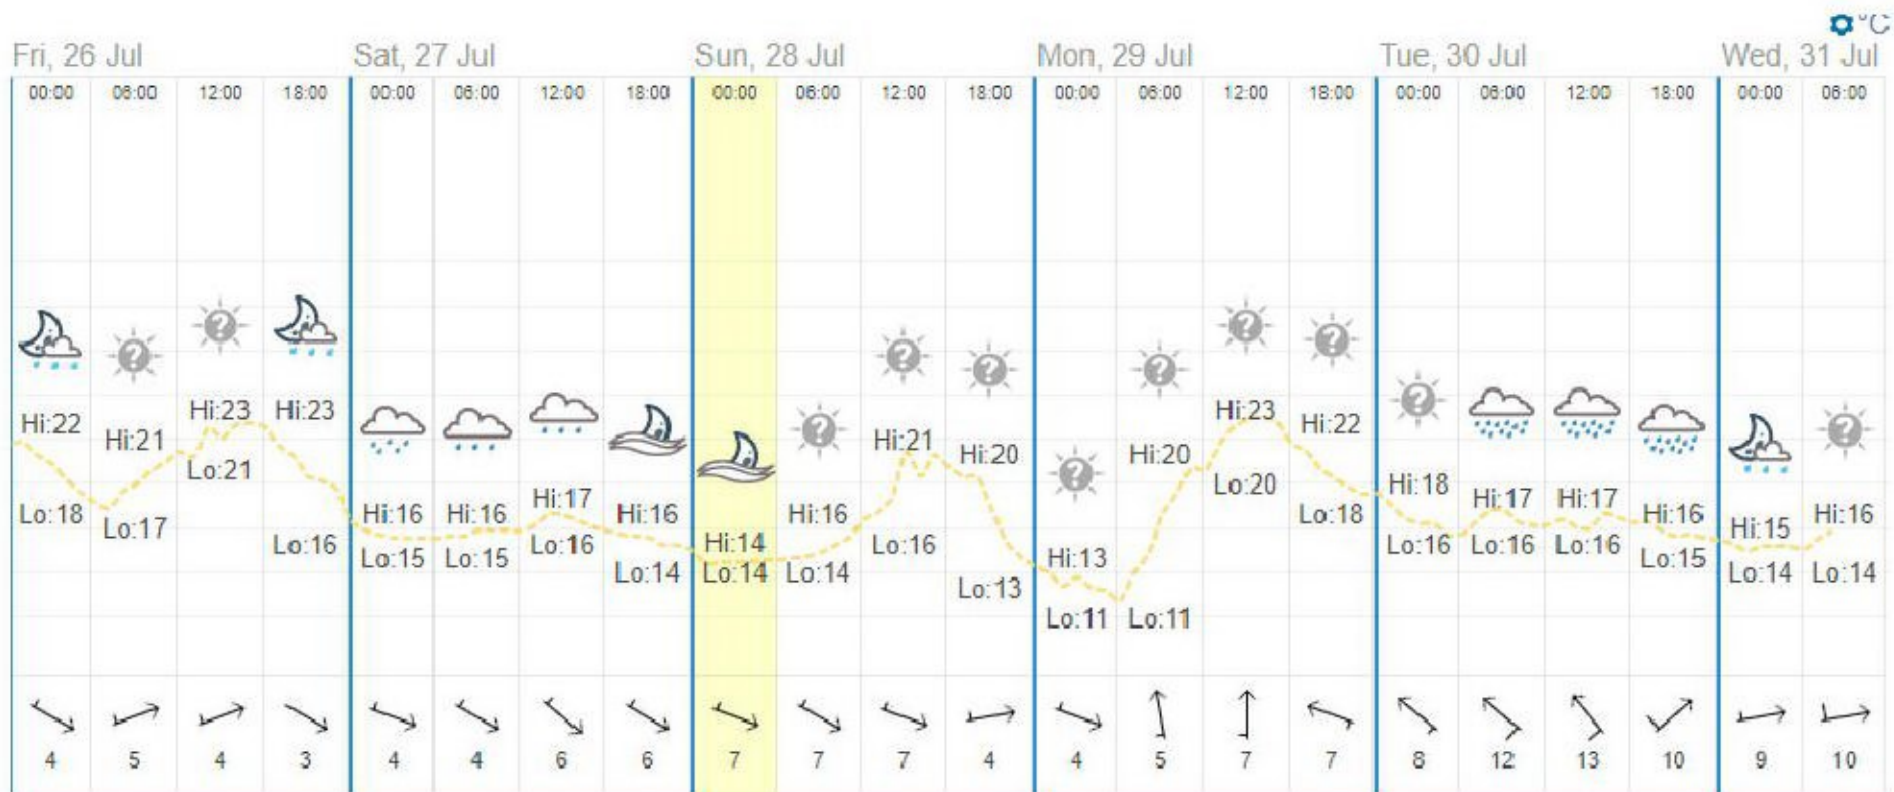 °C
Fri, 26 Jul Sat, 27 Jul Sun, 28 Jul Mon, 29 Jul Tue, 30 Jul Wed, 31 Jul
00:00 06:00 12:00 18:00 00:00 06:00 12:00 18:00 00:00 06:00 12:00 18:00 00:00 06:00 12:00 18:00 00:00 06:00 12:00 18:00 00:00 06:00
? ? ? ? ? ? ? ? ? ? ? ?
Hi:22 Hi:21 Hi:23 Hi:23 Hi:16 Hi:16 Hi:17 Hi:16 Hi:14 Hi:16 Hi:21 Hi:20 Hi:13 Hi:20 Hi:23 Hi:22 Hi:18 Hi:17 Hi:17 Hi:16 Hi:15 Hi:16
Lo:18 Lo:17 Lo:21 Lo:16 Lo:15 Lo:15 Lo:16 Lo:14 Lo:14 Lo:14 Lo:16 Lo:13 Lo:11 Lo:11 Lo:20 Lo:18 Lo:16 Lo:16 Lo:16 Lo:15 Lo:14 Lo:14
4 5 4 3 4 4 6 6 7 7 7 4 4 5 7 7 8 12 13 10 9 10